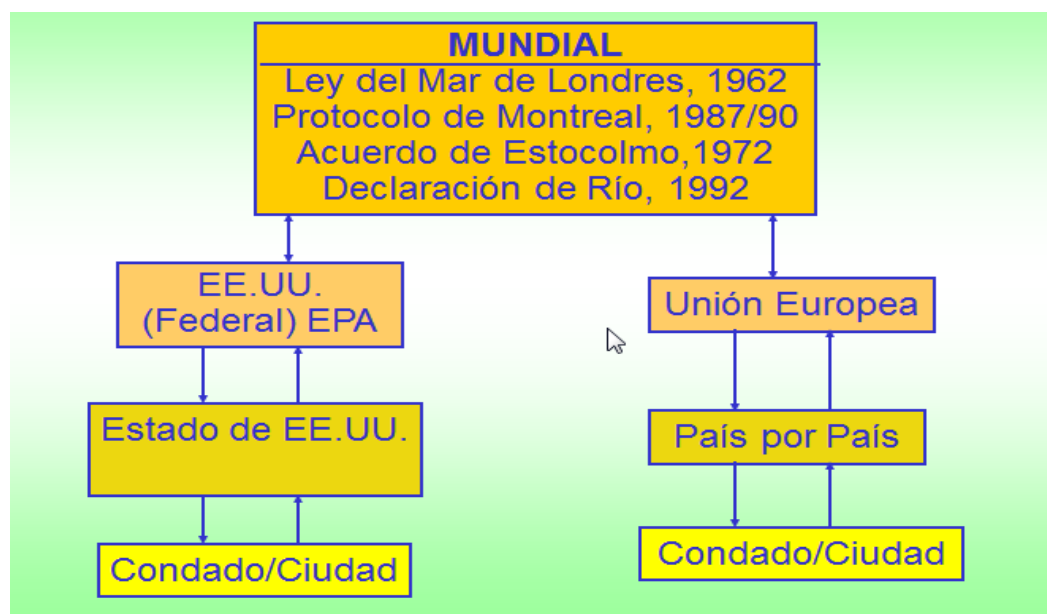 MUNDIAL
Ley del Mar de Londres, 1962
Protocolo de Montreal, 1987/90
Acuerdo de Estocolmo,1972
Declaración de Río, 1992
EE.UU.
(Federal) EPA
Unión Europea
Estado de EE.UU.
País por País
Condado/Ciudad
Condado/Ciudad